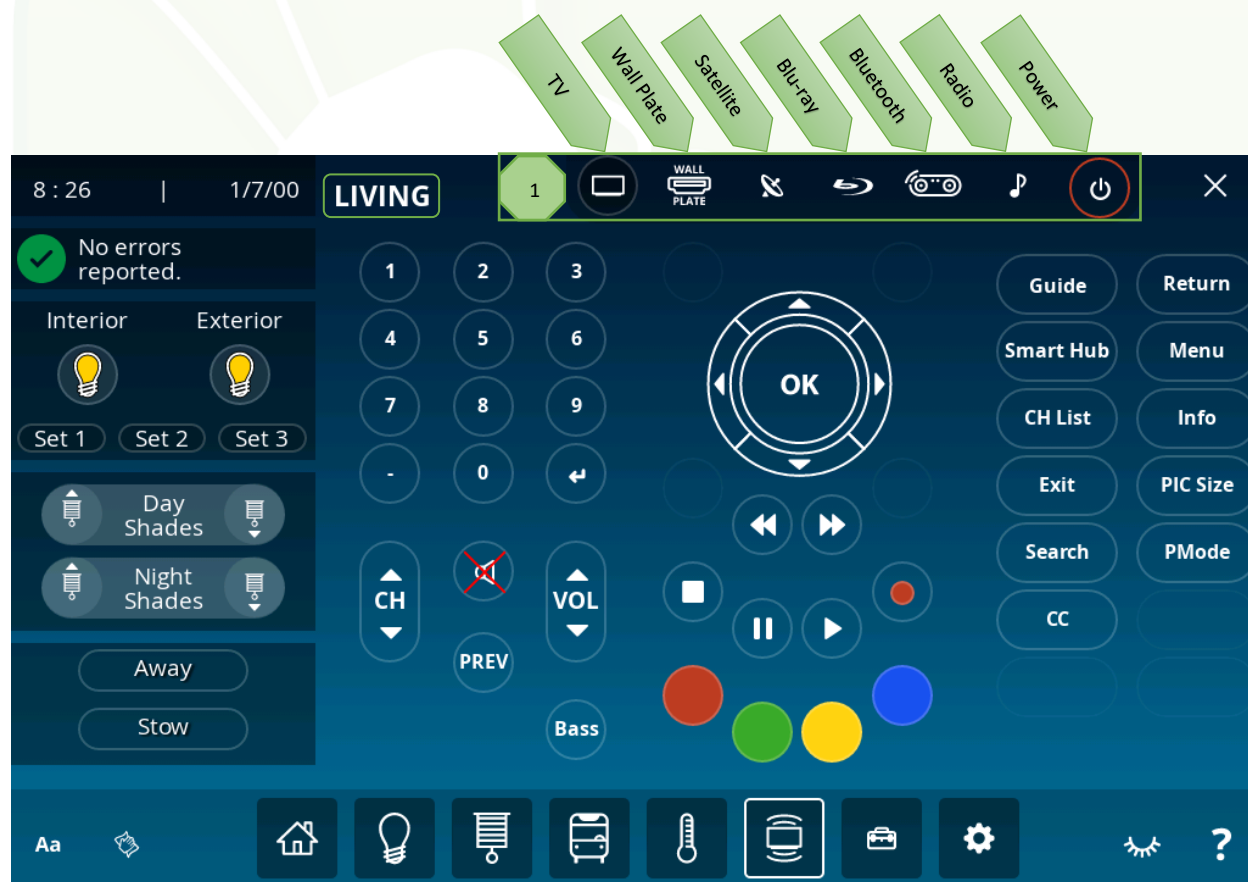 TV
Wall Plate
Satellite
Blu-ray
Bluetooth
Radio
Power
8 : 26 | 1/7/00
LIVING
1
WALL
PLATE
No errors
reported.
Interior Exterior
Set 1 Set 2 Set 3
Day
Shades
Night
Shades
Away
Stow
1 2 3
4 5 6
7 8 9
- 0
CH
VOL
PREV
Bass
OK
Guide Return
Smart Hub Menu
CH List Info
Exit PIC Size
Search PMode
CC
Aa
?